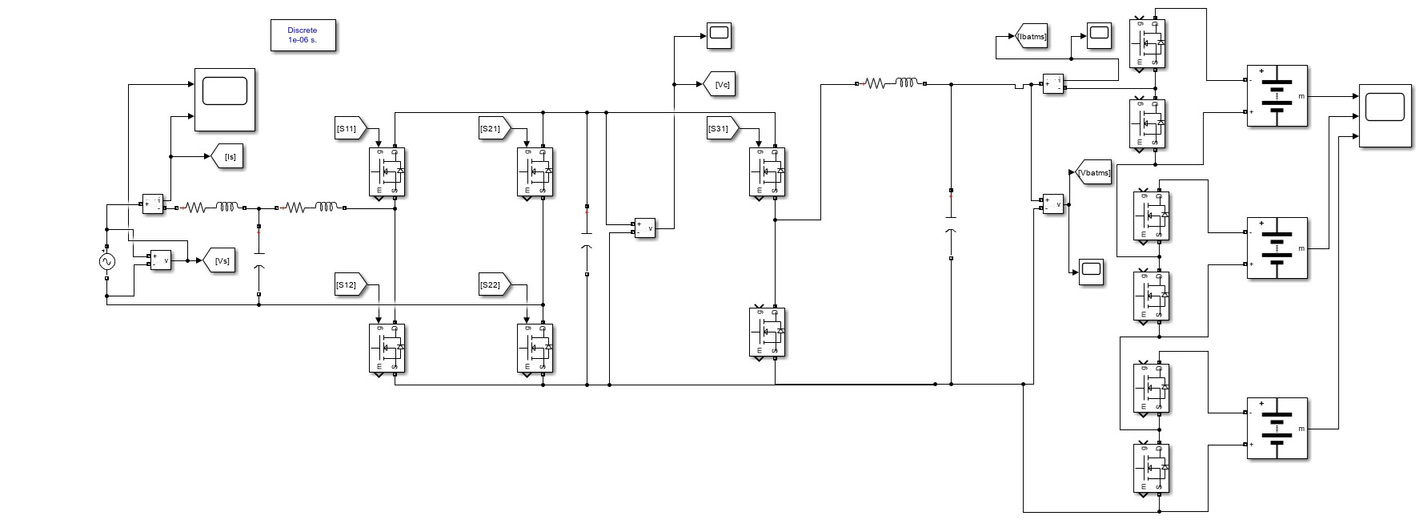 Discrete
1e-06 s.
[Ibatms]
[Vc]
[S11]
[S21]
[S31]
[Is]
[Vs]
[Vbatms]
[S12]
[S22]
i
+
-
v
+
-
v
+
-
i
+
-
v
+
-
g
D
m
S
g
D
m
S
g
D
m
S
g
D
m
S
g
D
m
S
g
D
m
S
g
D
m
S
g
D
m
S
g
D
m
S
g
D
m
S
g
D
m
S
g
D
m
S
+
-
+
m
+
-
+
m
+
-
+
m